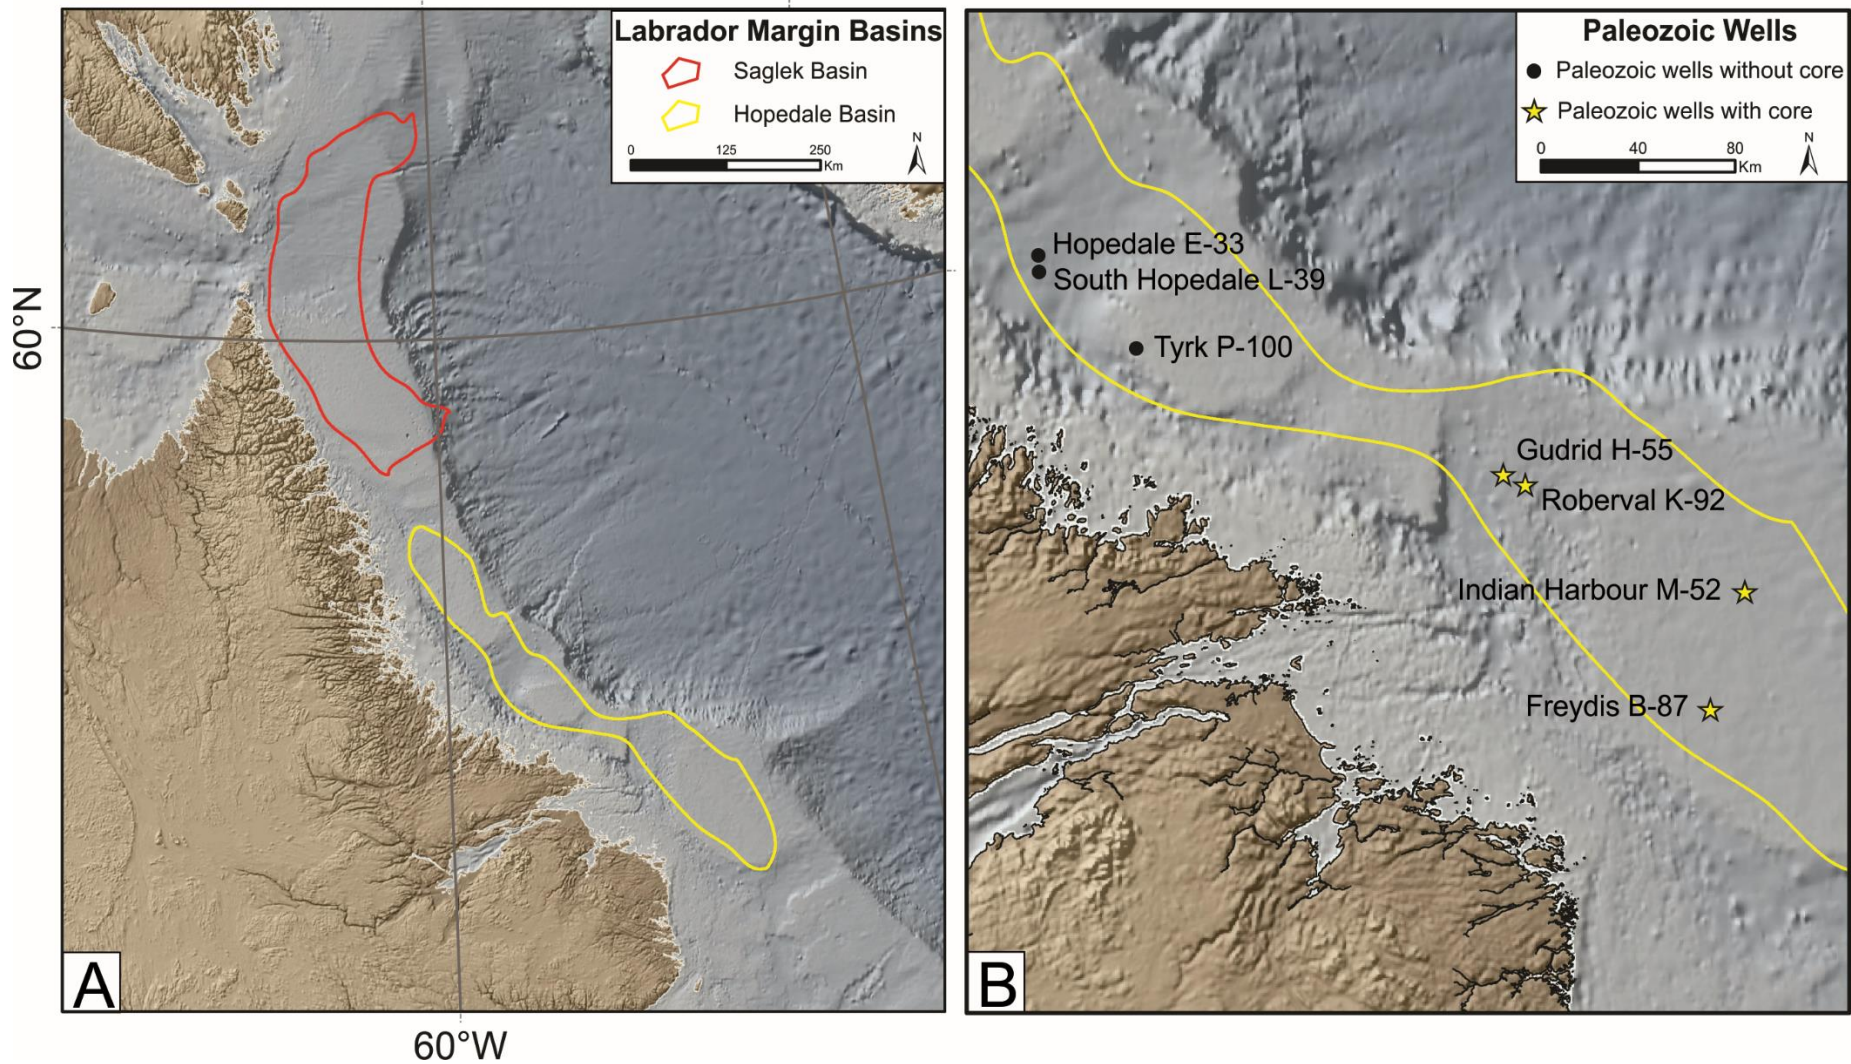 Labrador Margin Basins
Saglek Basin
Hopedale Basin
0 125 250
Km
N
60°N
60°W
A
Paleozoic Wells
Paleozoic wells without core
Paleozoic wells with core
0 40 80
Km
N
Hopedale E-33
South Hopedale L-39
Tyrk P-100
Gudrid H-55
Roberval K-92
Indian Harbour M-52
Freydis B-87
B